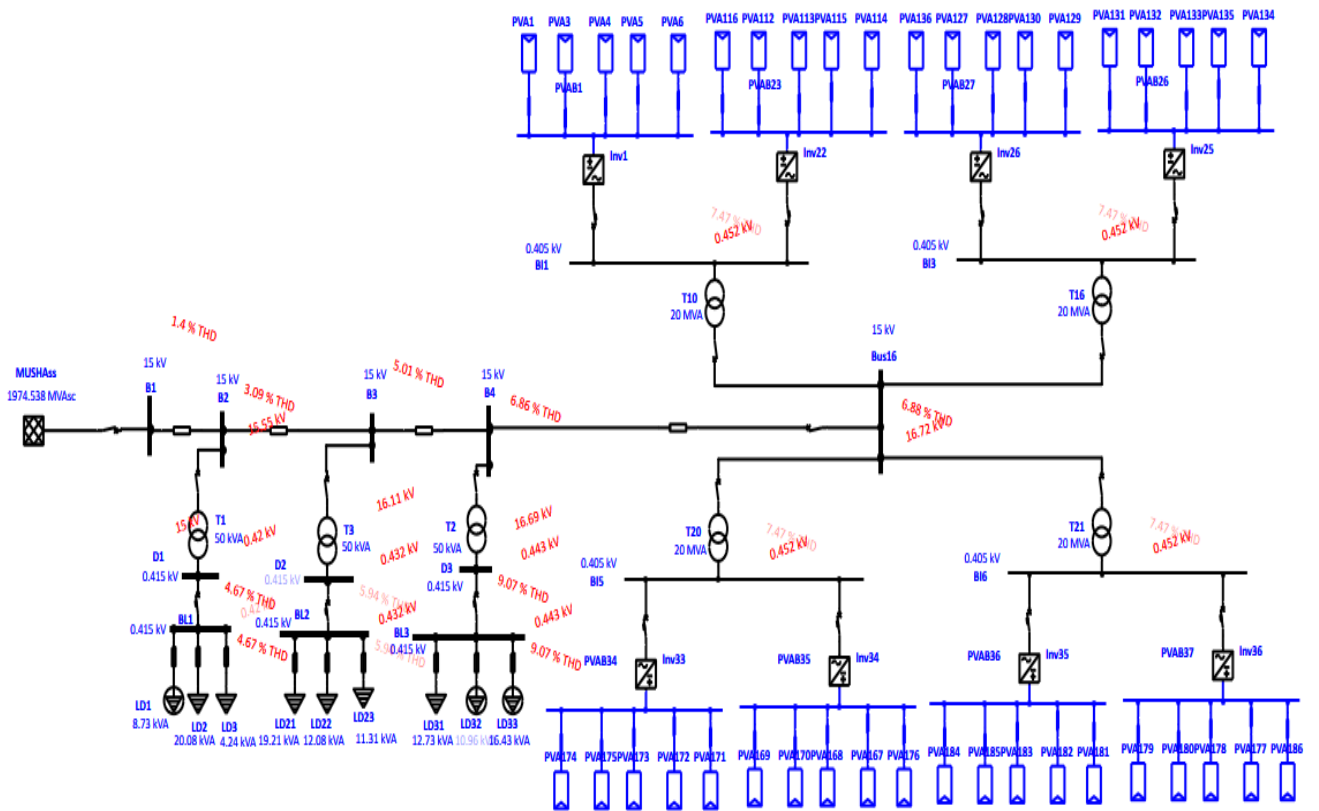 PVA1 PVA3 PVA4 PVA5 PVA6 PVA116 PVA112 PVA113 PVA115 PVA114 PVA136 PVA127 PVA128 PVA130 PVA129 PVA131 PVA132 PVA133 PVA135 PVA134
PVAB1 PVAB23 PVAB27 PVAB26
Inv1 Inv22 Inv26 Inv25
7.47 % THD 7.47 % THD
0.452 kV 0.452 kV
0.405 kV 0.405 kV
BI1 BI3
T10 T16
20 MVA 20 MVA
1.4 % THD
15 kV
Bus16
MUSHAss
1974.538 MVAsc
15 kV
B1
15 kV
B2
3.09 % THD
16.55 kV
15 kV
B3
5.01 % THD
15 kV
B4
6.86 % THD
6.88 % THD
16.72 kV
T1
50 kVA
15 kV
0.42 kV
T3
50 kVA
16.11 kV
0.432 kV
T2
50 kVA
16.69 kV
0.443 kV
T20
20 MVA
7.47 % THD
0.452 kV
T21
20 MVA
7.47 % THD
0.452 kV
D1
0.415 kV
D2
0.415 kV
D3
0.415 kV
0.405 kV
BI5
0.405 kV
BI6
4.67 % THD
5.94 % THD
9.07 % THD
BL1
0.415 kV
BL2
0.415 kV
0.432 kV
BL3
0.415 kV
0.443 kV
4.67 % THD
9.07 % THD
PVAB34 Inv33 PVAB35 Inv34 PVAB36 Inv35 PVAB37 Inv36
LD1
8.73 kVA
LD2
20.08 kVA
LD3
4.24 kVA
LD21
19.21 kVA
LD22
12.08 kVA
LD23
11.31 kVA
LD31
12.73 kVA
LD32
LD33
16.43 kVA
PVA174 PVA175 PVA173 PVA172 PVA171 PVA169 PVA170 PVA168 PVA167 PVA176 PVA184 PVA185 PVA183 PVA182 PVA181 PVA179 PVA180 PVA178 PVA177 PVA186